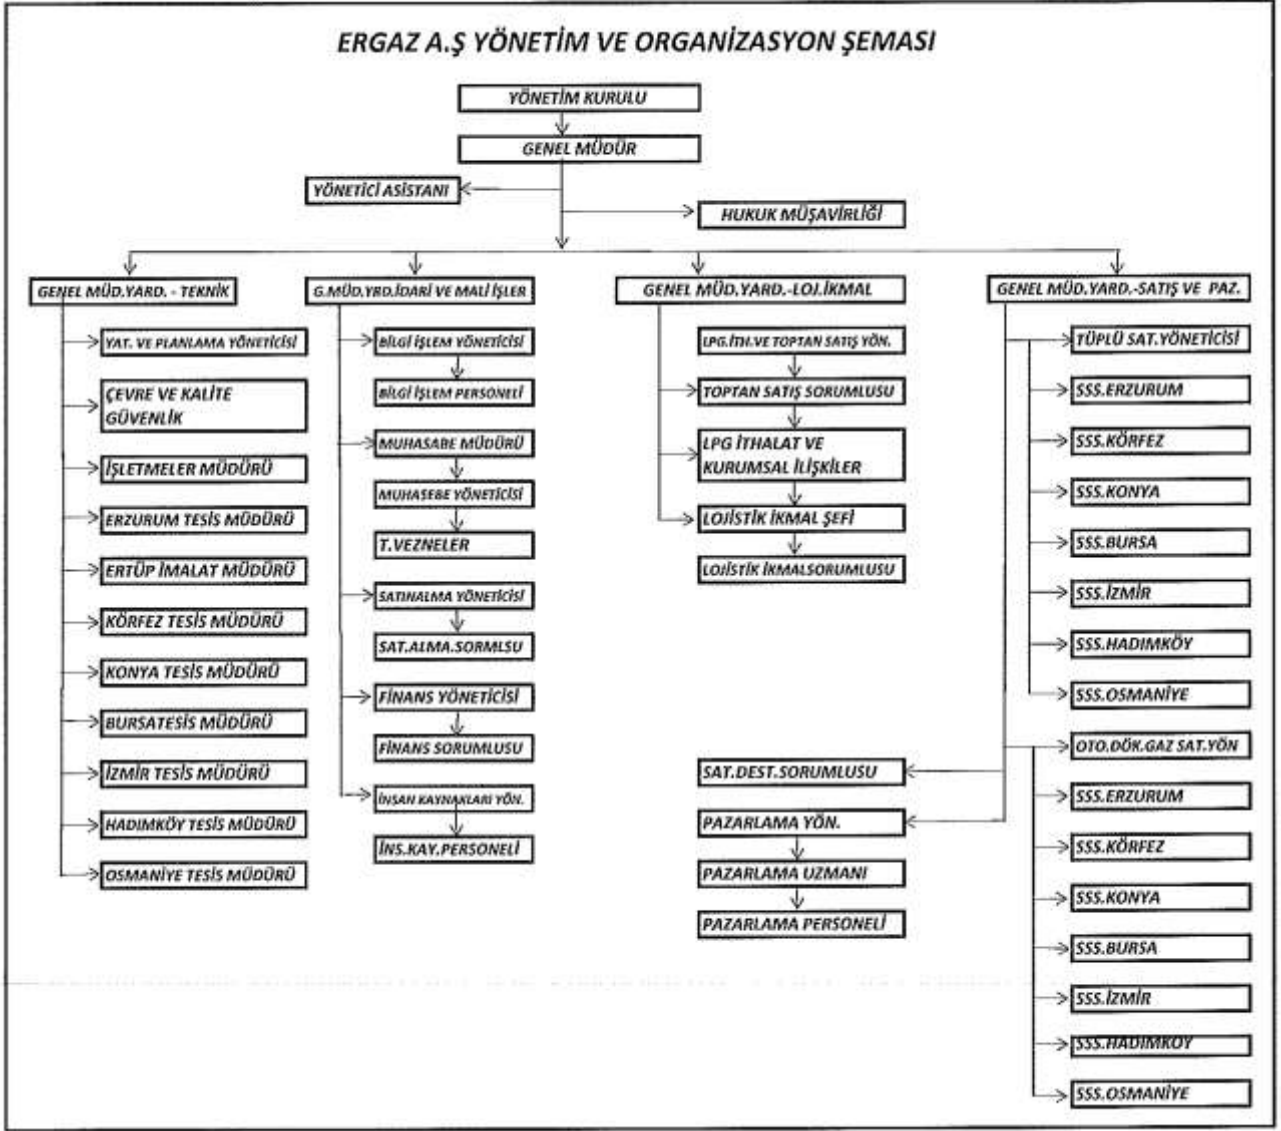 ERGAZ A.Ş YÖNETİM VE ORGANİZASYON ŞEMASI
YÖNETİM KURULU
GENEL MÜDÜR
YÖNETİCİ ASİSTANI
HUKUK MÜŞAVİRLİĞİ
GENEL MÜD.YARD. - TEKNİK
YAT. VE PLANLAMA YÖNETİCİSİ
ÇEVRE VE KALİTE
GÜVENLİK
İŞLETMELER MÜDÜRÜ
ERZURUM TESİS MÜDÜRÜ
ERTÜP İMALAT MÜDÜRÜ
KÖRFEZ TESİS MÜDÜRÜ
KONYA TESİS MÜDÜRÜ
BURSATESİS MÜDÜRÜ
İZMİR TESİS MÜDÜRÜ
HADIMKÖY TESİS MÜDÜRÜ
OSMANİYE TESİS MÜDÜRÜ
G.MÜD.YRD.İDARİ VE MALİ İŞLER
BİLGİ İŞLEM YÖNETİCİSİ
BİLGİ İŞLEM PERSONELİ
MUHASABE MÜDÜRÜ
MUHASEBE YÖNETİCİSİ
T.VEZNELER
SATINALMA YÖNETİCİSİ
SAT.ALMA.SORMLSU
FİNANS YÖNETİCİSİ
FİNANS SORUMLUSU
İNSAN KAYNAKLARI YÖN.
İNS.KAY.PERSONELİ
GENEL MÜD.YARD.-LOJ.İKMAL
LPG.İTH.VE TOPTAN SATIŞ YÖN.
TOPTAN SATIŞ SORUMLUSU
LPG İTHALAT VE
KURUMSAL İLİŞKİLER
LOJİSTİK İKMAL ŞEFİ
LOJİSTİK İKMALSORUMLUSU
GENEL MÜD.YARD.-SATIŞ VE PAZ.
TÜPLÜ SAT.YÖNETİCİSİ
SSS.ERZURUM
SSS.KÖRFEZ
SSS.KONYA
SSS.BURSA
SSS.İZMİR
SSS.HADIMKÖY
SSS.OSMANİYE
SAT.DEST.SORUMLUSU
PAZARLAMA YÖN.
PAZARLAMA UZMANI
PAZARLAMA PERSONELİ
OTO.DÖK.GAZ SAT.YÖN
SSS.ERZURUM
SSS.KÖRFEZ
SSS.KONYA
SSS.BURSA
SSS.İZMİR
SSS.HADIMKÖY
SSS.OSMANİYE